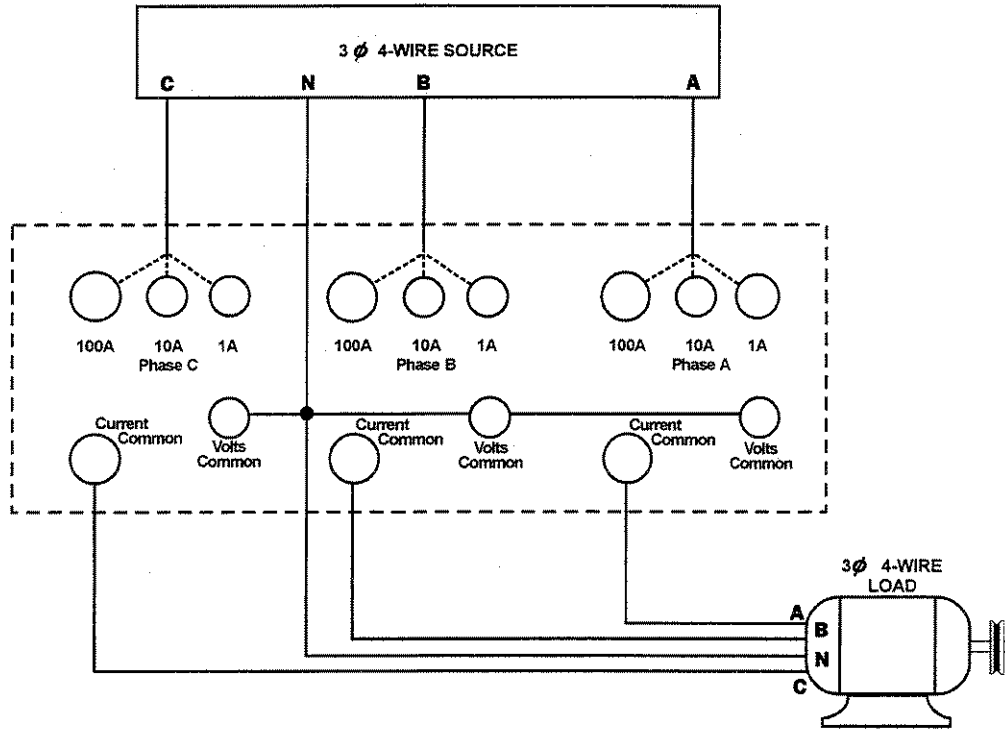 3 ϕ 4-WIRE SOURCE
C N B A
100A 10A 1A
Phase C
100A 10A 1A
Phase B
100A 10A 1A
Phase A
Current
Common
Volts
Common
Current
Common
Volts
Common
Current
Common
Volts
Common
3ϕ 4-WIRE
LOAD
A
B
N
C